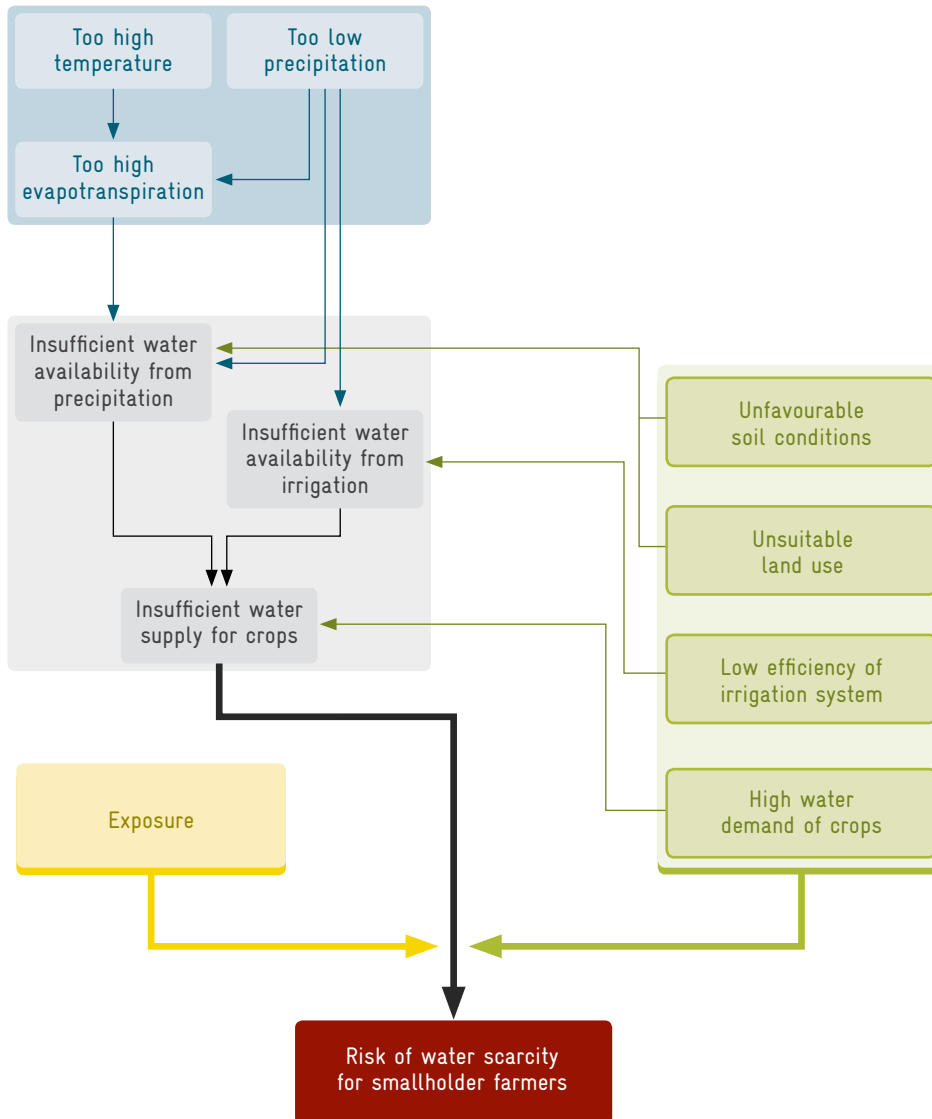 Too high
temperature
Too low
precipitation
Too high
evapotranspiration
Insufficient water
availability from
precipitation
Insufficient water
availability from
irrigation
Insufficient water
supply for crops
Unfavourable
soil conditions
Unsuitable
land use
Low efficiency of
irrigation system
High water
demand of crops
Exposure
Risk of water scarcity
for smallholder farmers